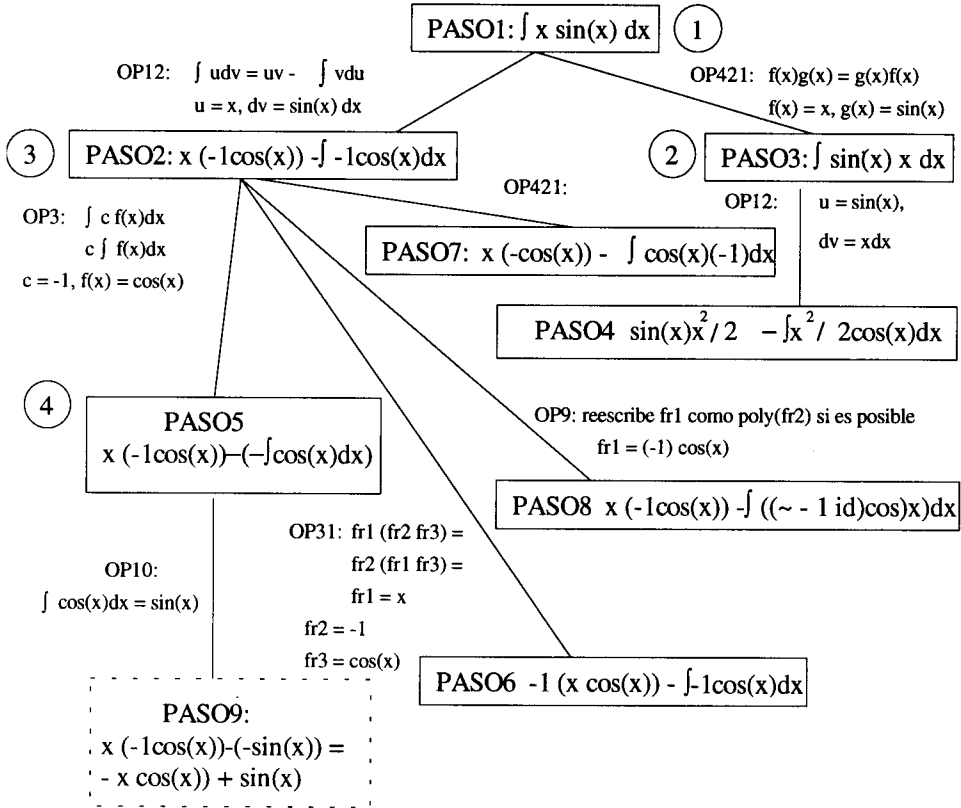 PASO1: ∫ x sin(x) dx
1
OP12: ∫ udv = uv - ∫ vdu
u = x, dv = sin(x) dx
OP421: f(x)g(x) = g(x)f(x)
f(x) = x, g(x) = sin(x)
3
PASO2: x (-1cos(x)) -∫ -1cos(x)dx
2
PASO3: ∫ sin(x) x dx
OP3: ∫ c f(x)dx
c ∫ f(x)dx
c = -1, f(x) = cos(x)
OP421:
PASO7: x (-cos(x)) - ∫ cos(x)(-1)dx
OP12: u = sin(x),
dv = xdx
PASO4 sin(x)x²/2 - ∫x²/ 2cos(x)dx
4
PASO5
x (-1cos(x))-(-∫cos(x)dx)
OP9: reescribe fr1 como poly(fr2) si es posible
fr1 = (-1) cos(x)
PASO8 x (-1cos(x)) -∫ ((~ - 1 id)cos)x)dx
OP31: fr1 (fr2 fr3) =
fr2 (fr1 fr3) =
fr1 = x
fr2 = -1
fr3 = cos(x)
OP10:
∫ cos(x)dx = sin(x)
PASO6 -1 (x cos(x)) - ∫-1cos(x)dx
PASO9:
x (-1cos(x))-(-sin(x)) =
- x cos(x)) + sin(x)